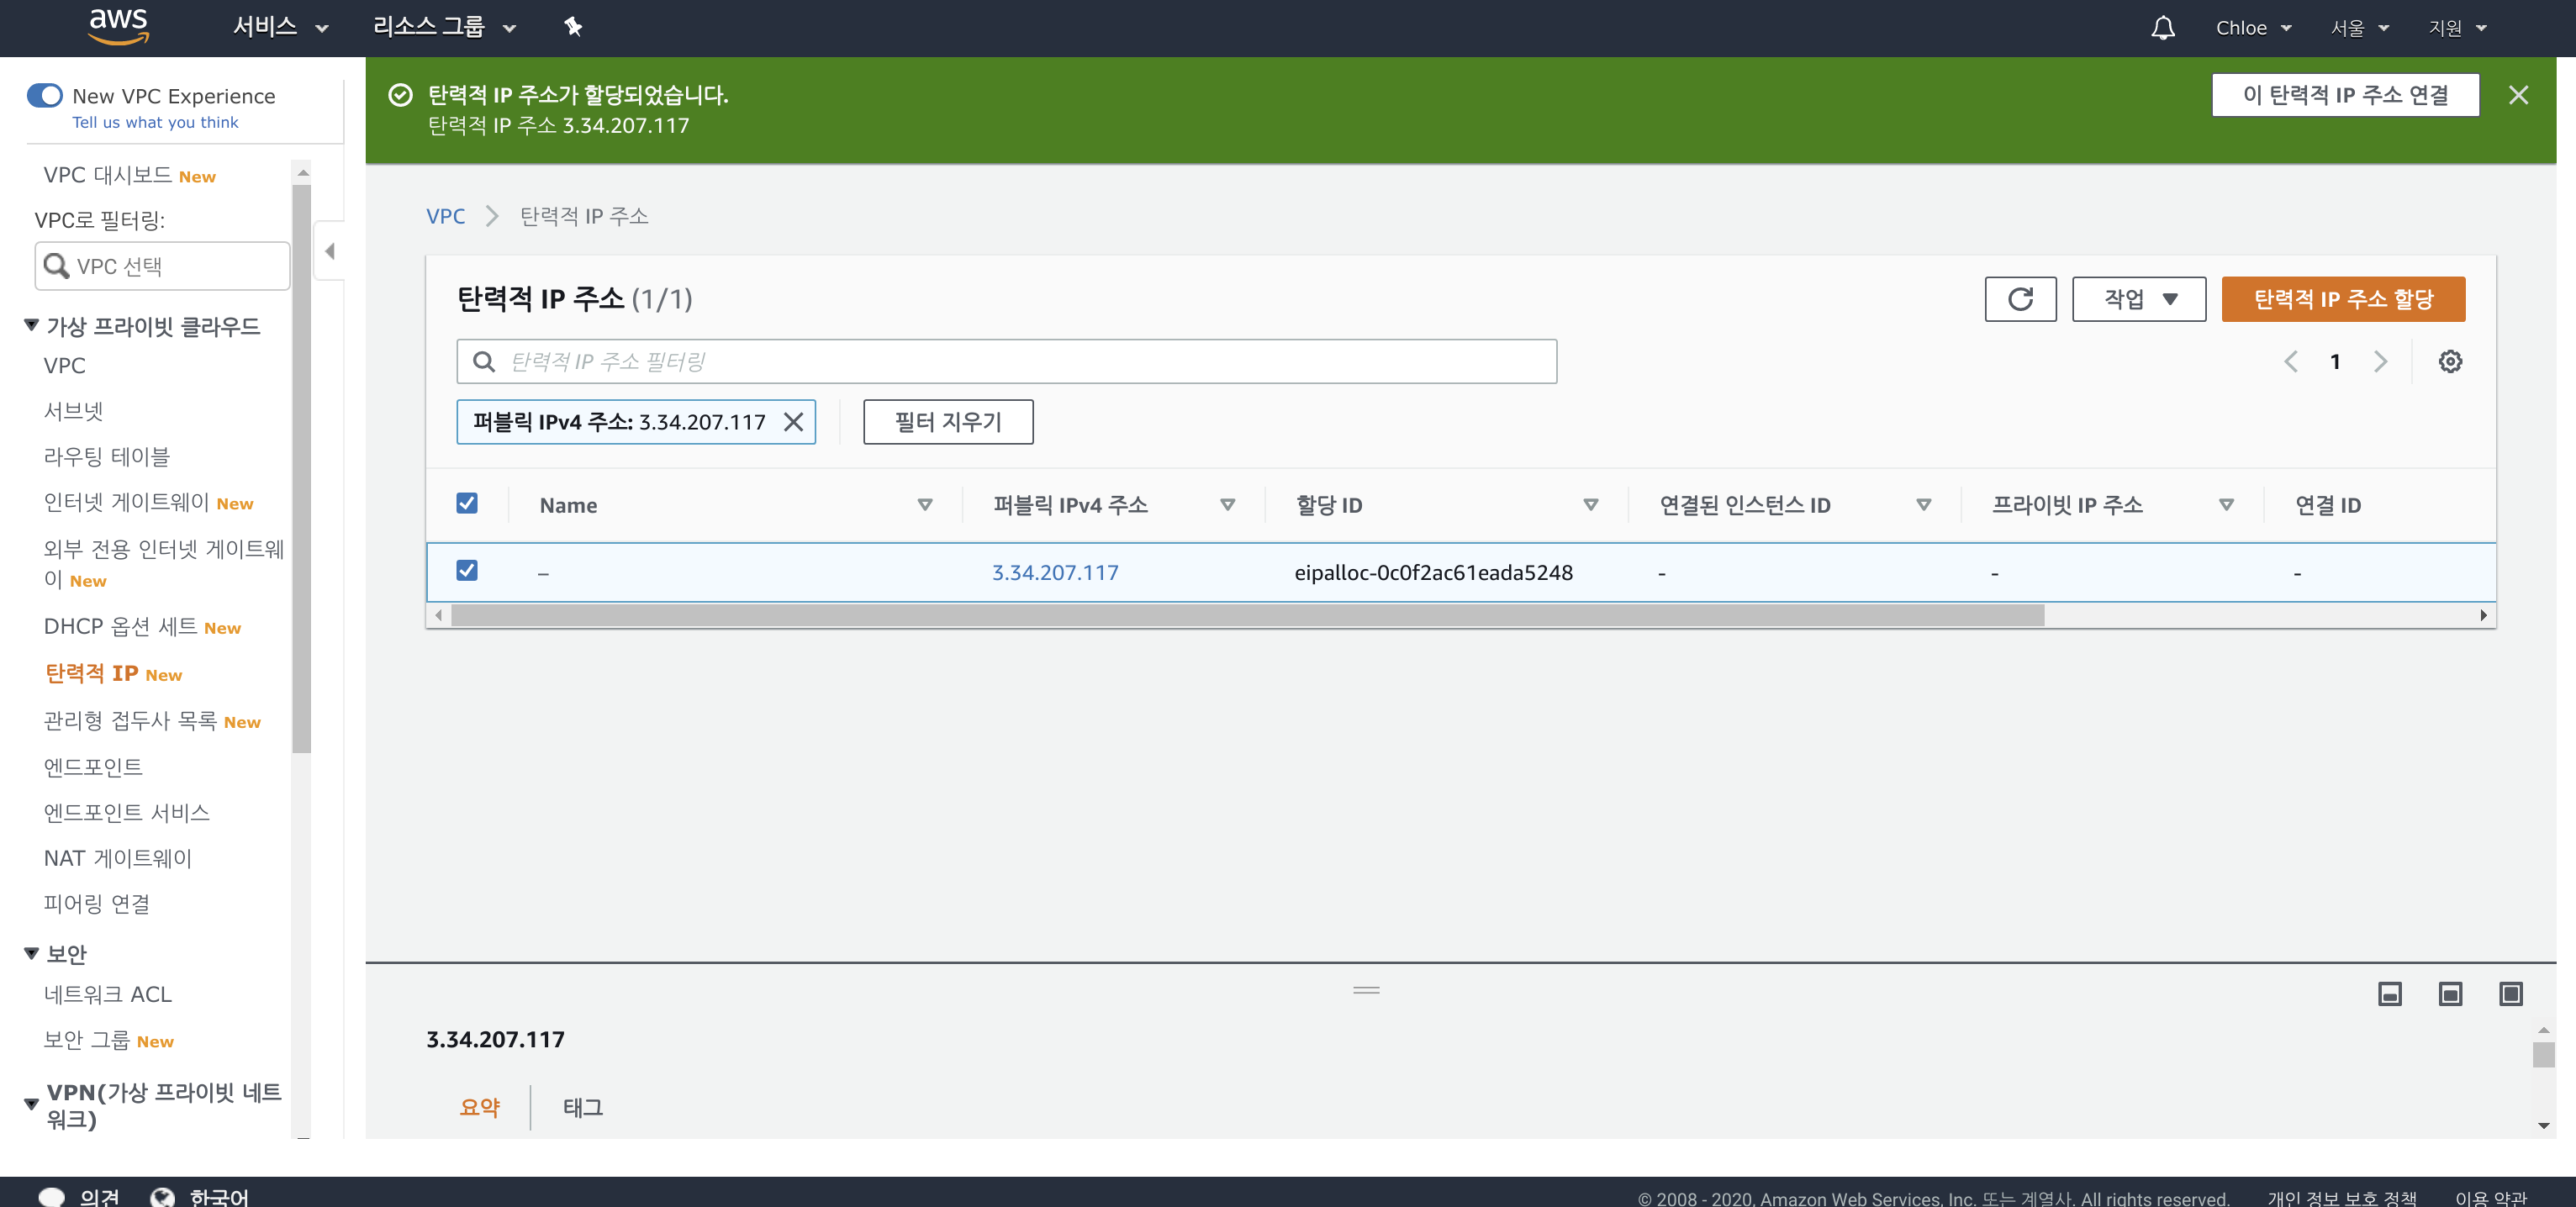 aws 서비스 리소스 그룹 Chloe 서울 지원
New VPC Experience
Tell us what you think
VPC 대시보드 New
VPC로 필터링:
VPC 선택
가상 프라이빗 클라우드
VPC
서브넷
라우팅 테이블
인터넷 게이트웨이 New
외부 전용 인터넷 게이트웨
이 New
DHCP 옵션 세트 New
탄력적 IP New
관리형 접두사 목록 New
엔드포인트
엔드포인트 서비스
NAT 게이트웨이
피어링 연결
보안
네트워크 ACL
보안 그룹 New
VPN(가상 프라이빗 네트
워크)
탄력적 IP 주소가 할당되었습니다.
탄력적 IP 주소 3.34.207.117
이 탄력적 IP 주소 연결
VPC 탄력적 IP 주소
탄력적 IP 주소 (1/1)
작업 탄력적 IP 주소 할당
탄력적 IP 주소 필터링
1
퍼블릭 IPv4 주소: 3.34.207.117 필터 지우기
Name 퍼블릭 IPv4 주소 할당 ID 연결된 인스턴스 ID 프라이빗 IP 주소 연결 ID
– 3.34.207.117 eipalloc-0c0f2ac61eada5248 - - -
3.34.207.117
요약 태그
의견 한국어 © 2008 - 2020, Amazon Web Services, Inc. 또는 계열사. All rights reserved. 개인 정보 보호 정책 이용 약관